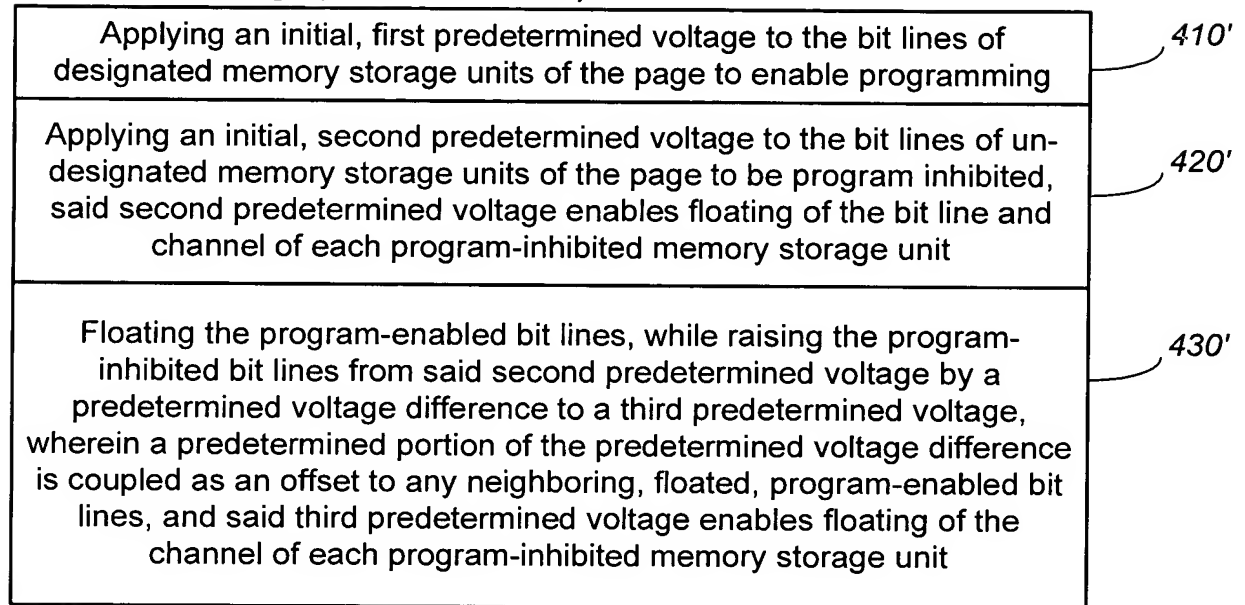 Applying an initial, first predetermined voltage to the bit lines of
designated memory storage units of the page to enable programming
410'
Applying an initial, second predetermined voltage to the bit lines of un-
designated memory storage units of the page to be program inhibited,
said second predetermined voltage enables floating of the bit line and
channel of each program-inhibited memory storage unit
420'
Floating the program-enabled bit lines, while raising the program-
inhibited bit lines from said second predetermined voltage by a
predetermined voltage difference to a third predetermined voltage,
wherein a predetermined portion of the predetermined voltage difference
is coupled as an offset to any neighboring, floated, program-enabled bit
lines, and said third predetermined voltage enables floating of the
channel of each program-inhibited memory storage unit
430'